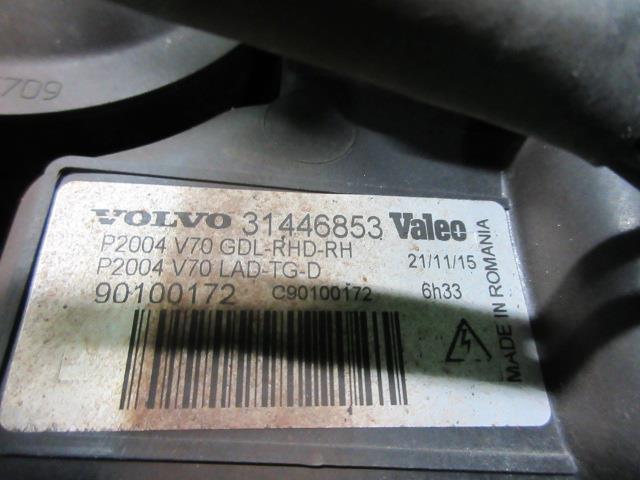 709
VOLVO 31446853 Valeo
P2004 V70 GDL-RHD-RH
P2004 V70 LAD-TG-D
21/11/15
90100172 C90100172 6h33
MADE IN ROMANIA